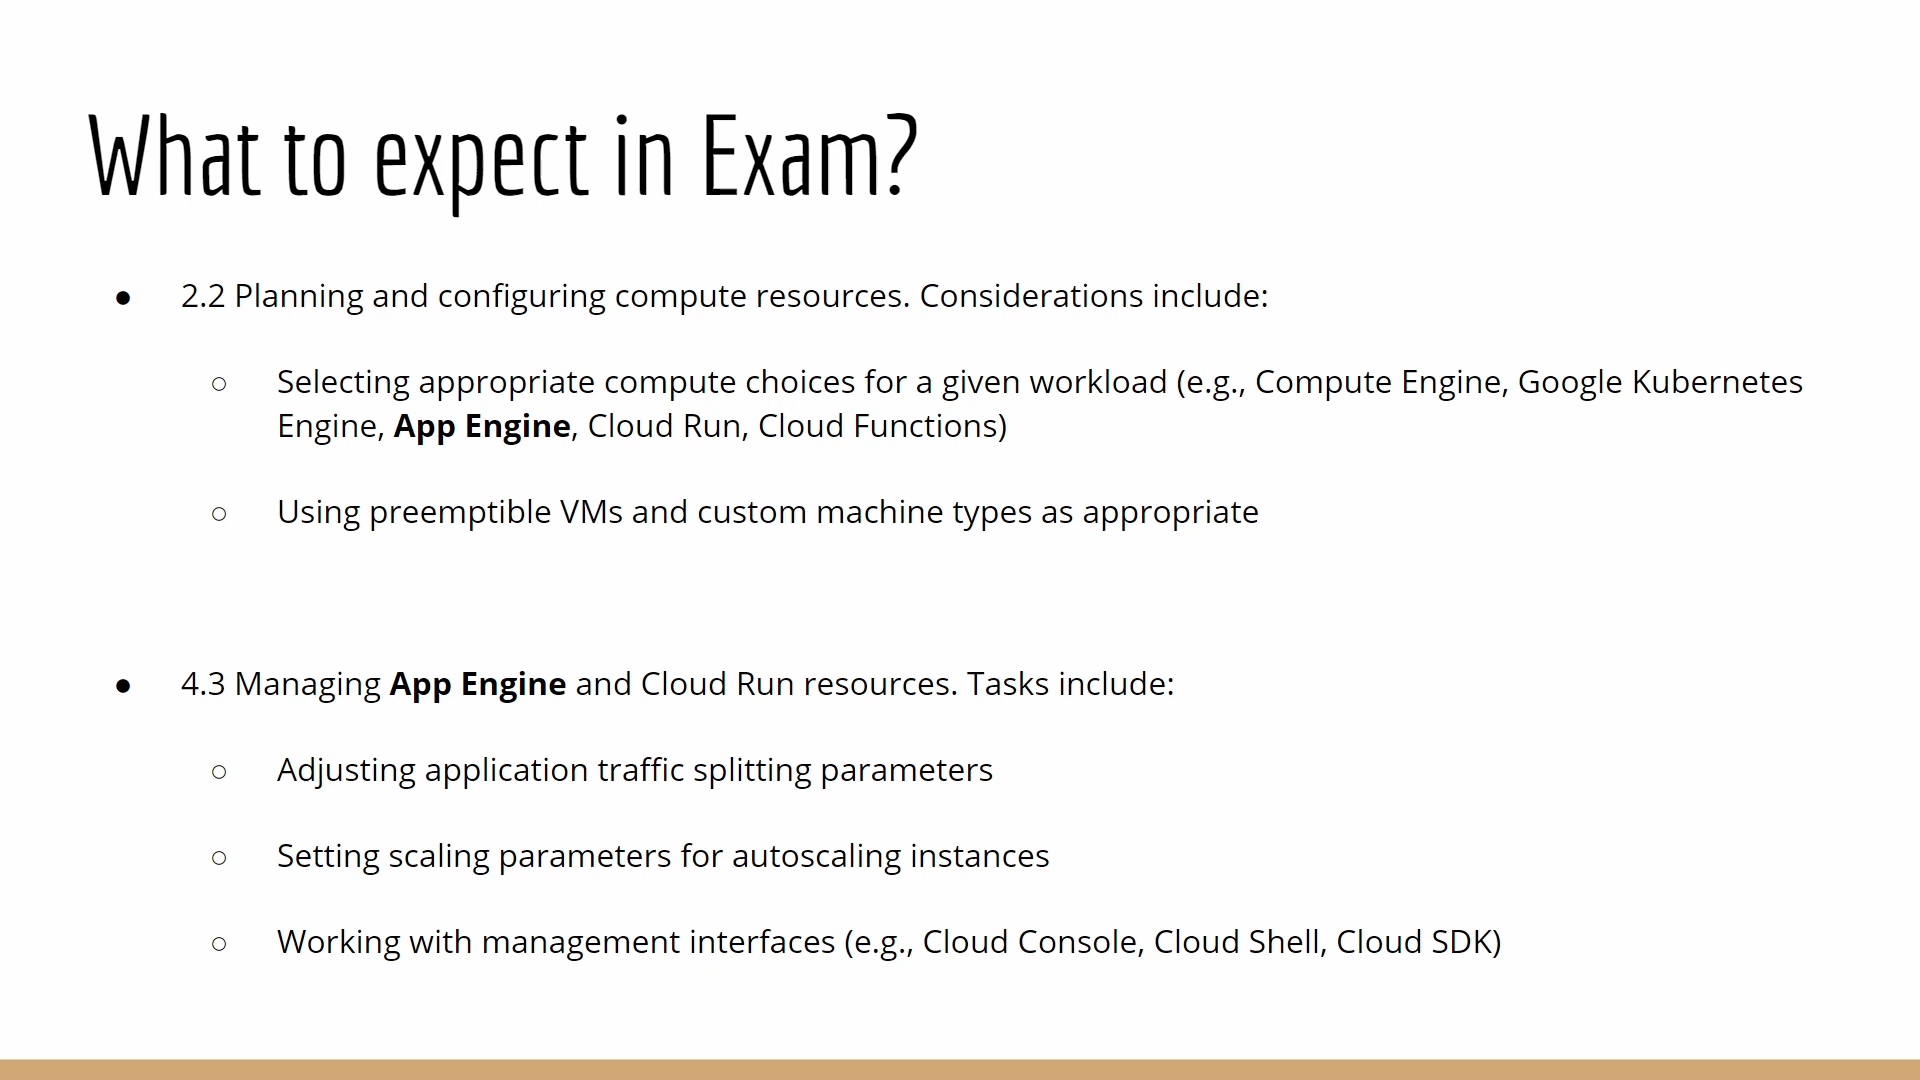 What to expect in Exam?
● 2.2 Planning and configuring compute resources. Considerations include:
○ Selecting appropriate compute choices for a given workload (e.g., Compute Engine, Google Kubernetes
Engine, App Engine, Cloud Run, Cloud Functions)
○ Using preemptible VMs and custom machine types as appropriate
● 4.3 Managing App Engine and Cloud Run resources. Tasks include:
○ Adjusting application traffic splitting parameters
○ Setting scaling parameters for autoscaling instances
○ Working with management interfaces (e.g., Cloud Console, Cloud Shell, Cloud SDK)